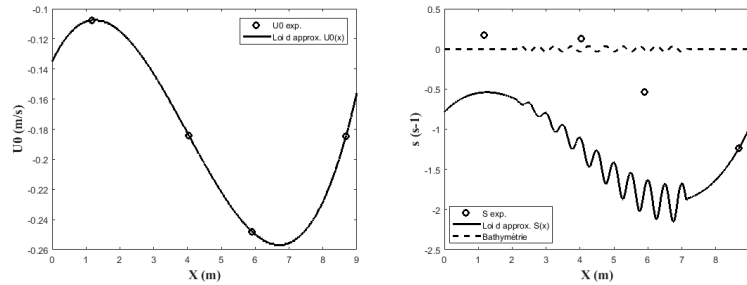 -0.1
-0.12
-0.14
-0.16
-0.18
-0.2
-0.22
-0.24
-0.26
U0 (m/s)
0 1 2 3 4 5 6 7 8 9
X (m)
U0 exp.
Loi d approx. U0(x)
0.5
0
-0.5
-1
-1.5
-2
-2.5
s (s-1)
0 1 2 3 4 5 6 7 8
X (m)
S exp.
Loi d approx. S(x)
Bathymétrie